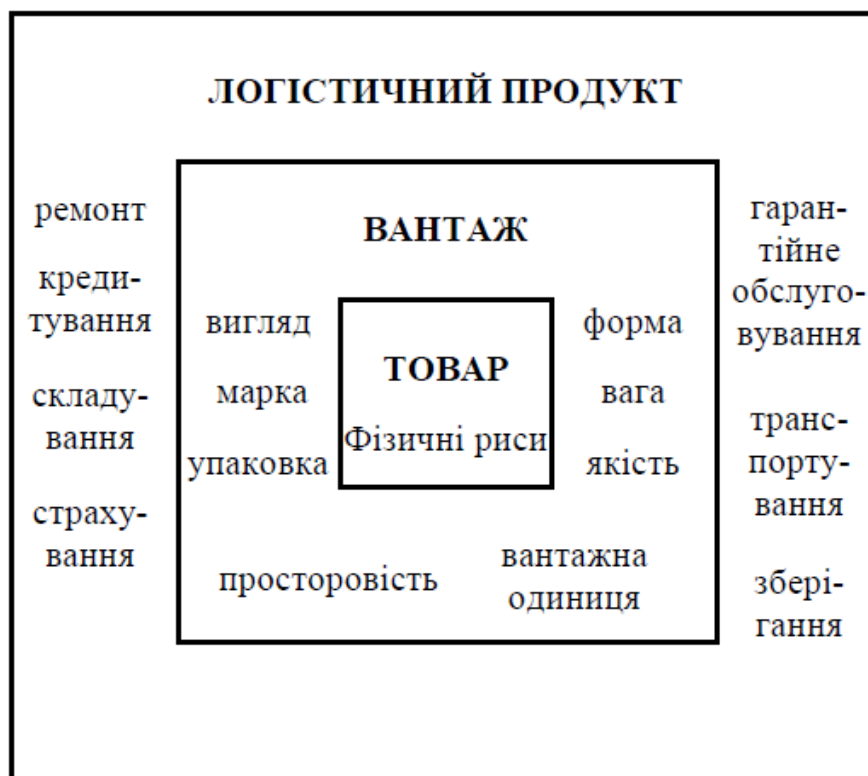 ЛОГІСТИЧНИЙ ПРОДУКТ
ремонт
креди-
тування
складу-
вання
страху-
вання
ВАНТАЖ
вигляд
марка
упаковка
ТОВАР
Фізичні риси
форма
вага
якість
просторовість
вантажна
одиниця
гаран-
тійне
обслуго-
вування
транс-
порту-
вання
збері-
гання